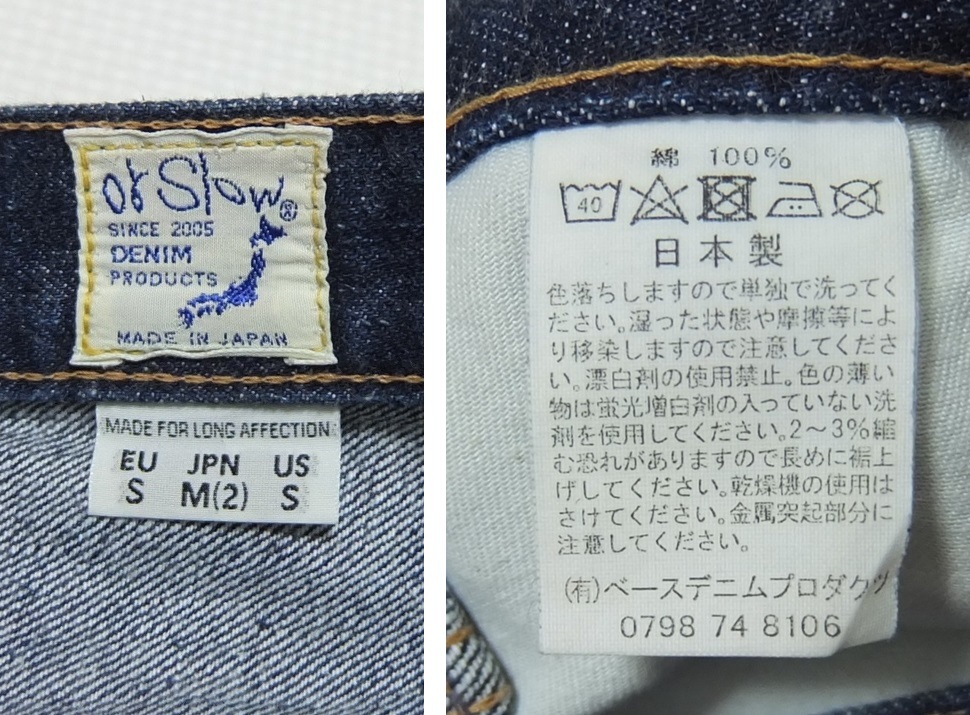 or Slow®
SINCE 2005
DENIM
PRODUCTS
MADE IN JAPAN
MADE FOR LONG AFFECTION
EU JPN US
S M(2) S
綿 100%
40
日本製
色落ちしますので単独で洗ってく
ださい。湿った状態や摩擦等によ
り移染しますので注意してくださ
い。漂白剤の使用禁止。色の薄い
物は蛍光増白剤の入っていない洗
剤を使用してください。2～3%縮
む恐れがありますので長めに裾上
げしてください。乾燥機の使用は
さけてください。金属突起部分に
注意してください。
(有)ベースデニムプロダクツ
0798 74 8106